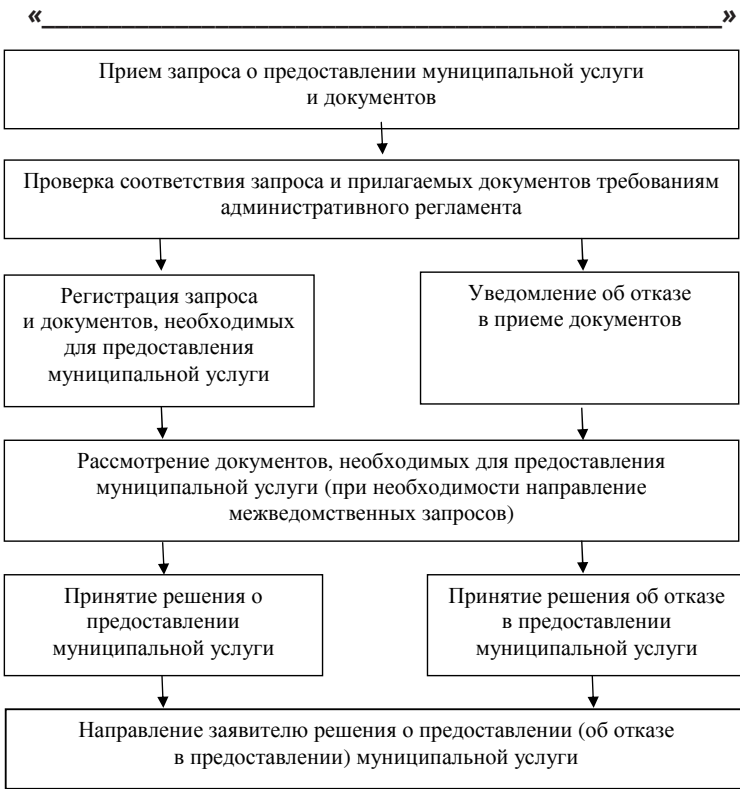 «_______________________________________________»
Прием запроса о предоставлении муниципальной услуги
и документов
Проверка соответствия запроса и прилагаемых документов требованиям
административного регламента
Регистрация запроса
и документов, необходимых
для предоставления
муниципальной услуги
Уведомление об отказе
в приеме документов
Рассмотрение документов, необходимых для предоставления
муниципальной услуги (при необходимости направление
межведомственных запросов)
Принятие решения о
предоставлении
муниципальной услуги
Принятие решения об отказе
в предоставлении
муниципальной услуги
Направление заявителю решения о предоставлении (об отказе
в предоставлении) муниципальной услуги